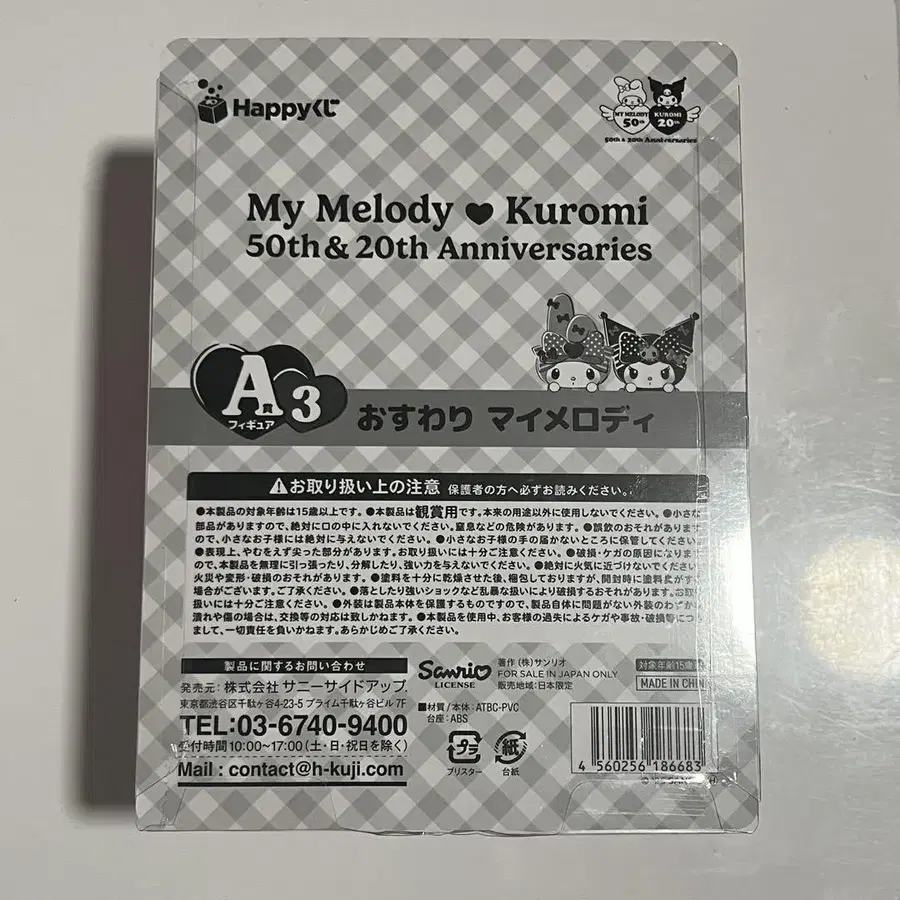 Happyくじ
MY MELODY 50th
KUROMI 20th
50th & 20th Anniversaries
My Melody ♥ Kuromi
50th & 20th Anniversaries
A賞 3
フィギュア
おすわり マイメロディ
⚠お取り扱い上の注意 保護者の方へ必ずお読みください。
●本製品の対象年齢は15歳以上です。●本製品は観賞用です。本来の用途以外に使用しないでください。●小さな
部品がありますので、絶対に口の中に入れないでください。窒息などの危険があります。●誤飲のおそれがありますので
、小さなお子様には絶対に与えないでください。●小さなお子様の手の届かないところに保管してください
●表現上、やむをえず尖った部分があります。お取り扱いには十分ご注意ください。●破損・ケガの原因になりま
ので、本製品を無理に引っ張ったり、分解したり、強い力を与えないでください。●絶対に火気に近づけないでください
火災や変形・破損のおそれがあります。●塗料を十分に乾燥させた後、梱包しておりますが、開封時に塗料
場合がございます。ご了承ください。●落としたり強いショックなど乱暴な扱いにより破損するおそれがあります。お取
扱いには十分ご注意ください。●外装は製品本体を保護するものですので、製品自体に問題がない外装のわずか
潰れや傷の場合は、交換等の対応は致しかねます。●本製品を使用中、お客様の過失によるケガや事故・破損等に
まして、一切責任を負いかねます。あらかじめご了承ください。
製品に関するお問い合わせ
発売元：株式会社 サニーサイドアップ
東京都渋谷区千駄ヶ谷4-23-5 プライム千駄ヶ谷ビル 7F
TEL:03-6740-9400
受付時間 10:00〜17:00（土・日・祝日を除く）
Mail : contact@h-kuji.com
Sanrio
LICENSE
著作（株）サンリオ
FOR SALE IN JAPAN ONLY
販売地域：日本限定
■材質／本体：ATBC-PVC
台座：ABS
プラ
ブリスター
紙
台紙
対象年齢15歳
MADE IN CHIN
4 560256 186683